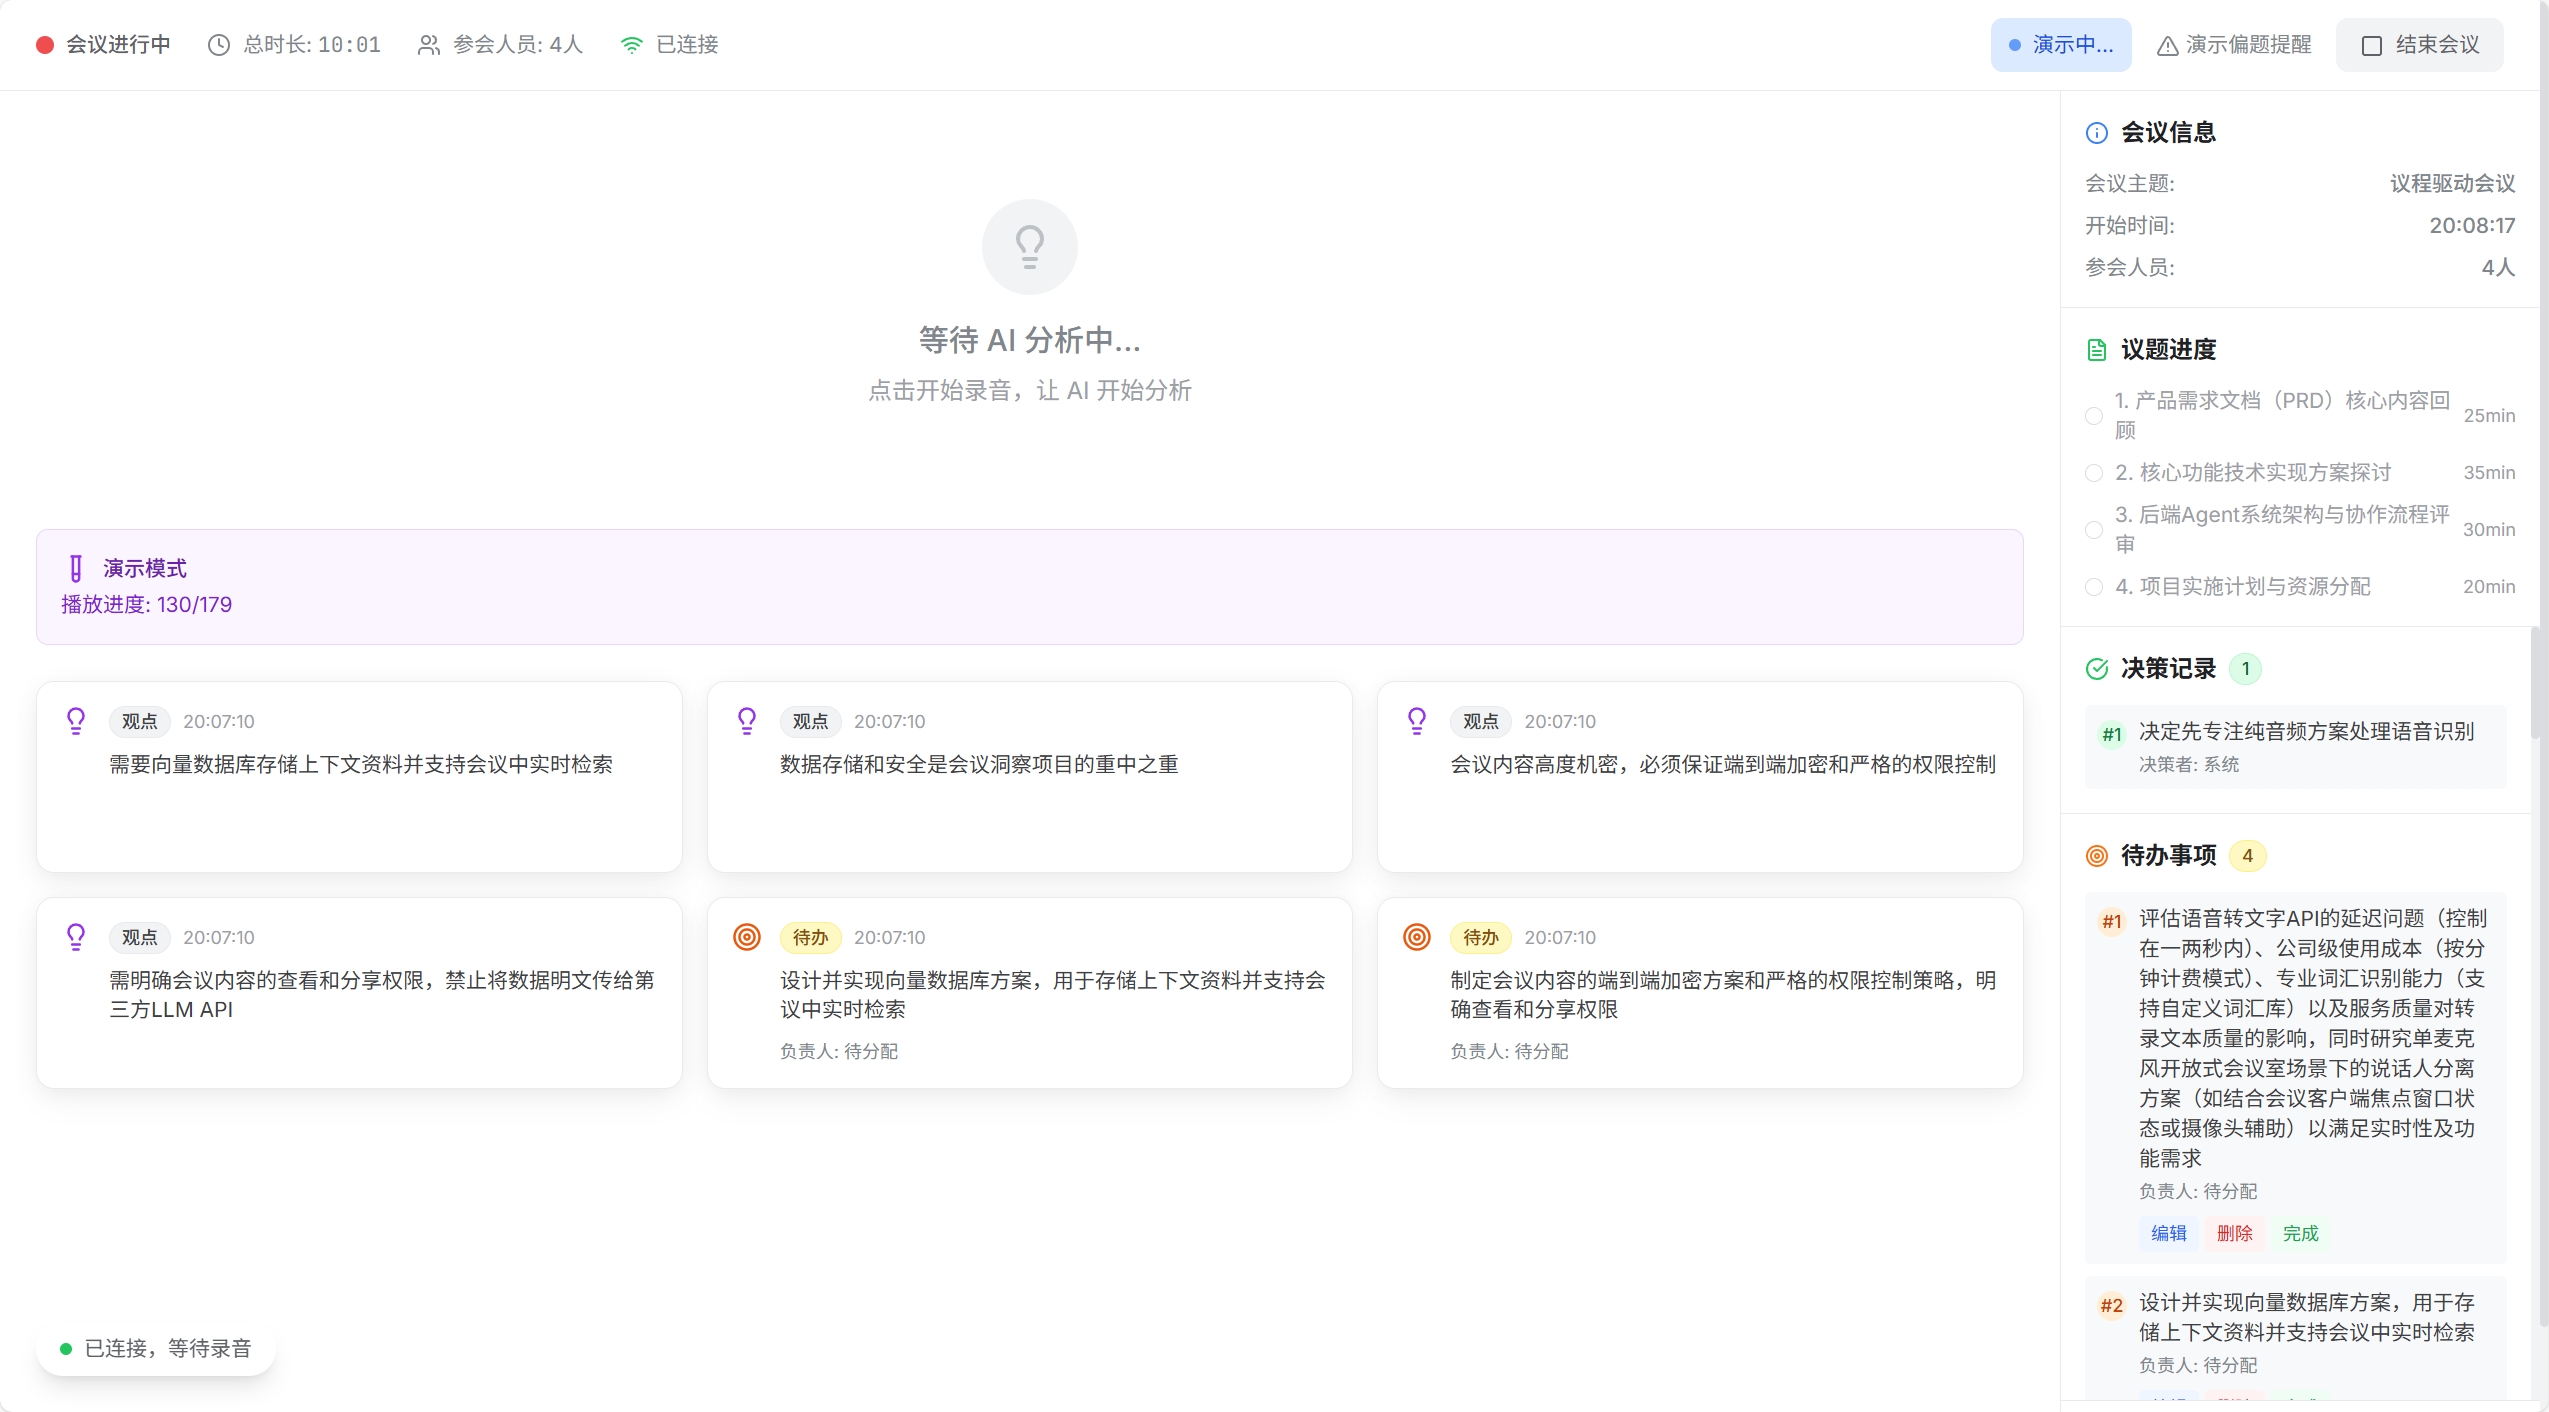 会议进行中
总时长: 10:01
参会人员: 4人
已连接
演示中...
演示偏题提醒
结束会议
等待 AI 分析中...
点击开始录音，让 AI 开始分析
演示模式
播放进度: 130/179
观点 20:07:10
需要向量数据库存储上下文资料并支持会议中实时检索
观点 20:07:10
数据存储和安全是会议洞察项目的重中之重
观点 20:07:10
会议内容高度机密，必须保证端到端加密和严格的权限控制
观点 20:07:10
需明确会议内容的查看和分享权限，禁止将数据明文传给第
三方LLM API
待办 20:07:10
设计并实现向量数据库方案，用于存储上下文资料并支持会
议中实时检索
负责人: 待分配
待办 20:07:10
制定会议内容的端到端加密方案和严格的权限控制策略，明
确查看和分享权限
负责人: 待分配
已连接，等待录音
会议信息
会议主题: 议程驱动会议
开始时间: 20:08:17
参会人员: 4人
议题进度
1. 产品需求文档（PRD）核心内容回
顾
25min
2. 核心功能技术实现方案探讨 35min
3. 后端Agent系统架构与协作流程评
审
30min
4. 项目实施计划与资源分配 20min
决策记录 1
#1 决定先专注纯音频方案处理语音识别
决策者: 系统
待办事项 4
#1 评估语音转文字API的延迟问题（控制
在一两秒内）、公司级使用成本（按分
钟计费模式）、专业词汇识别能力（支
持自定义词汇库）以及服务质量对转
录文本质量的影响，同时研究单麦克
风开放式会议室场景下的说话人分离
方案（如结合会议客户端焦点窗口状
态或摄像头辅助）以满足实时性及功
能需求
负责人: 待分配
编辑 删除 完成
#2 设计并实现向量数据库方案，用于存
储上下文资料并支持会议中实时检索
负责人: 待分配